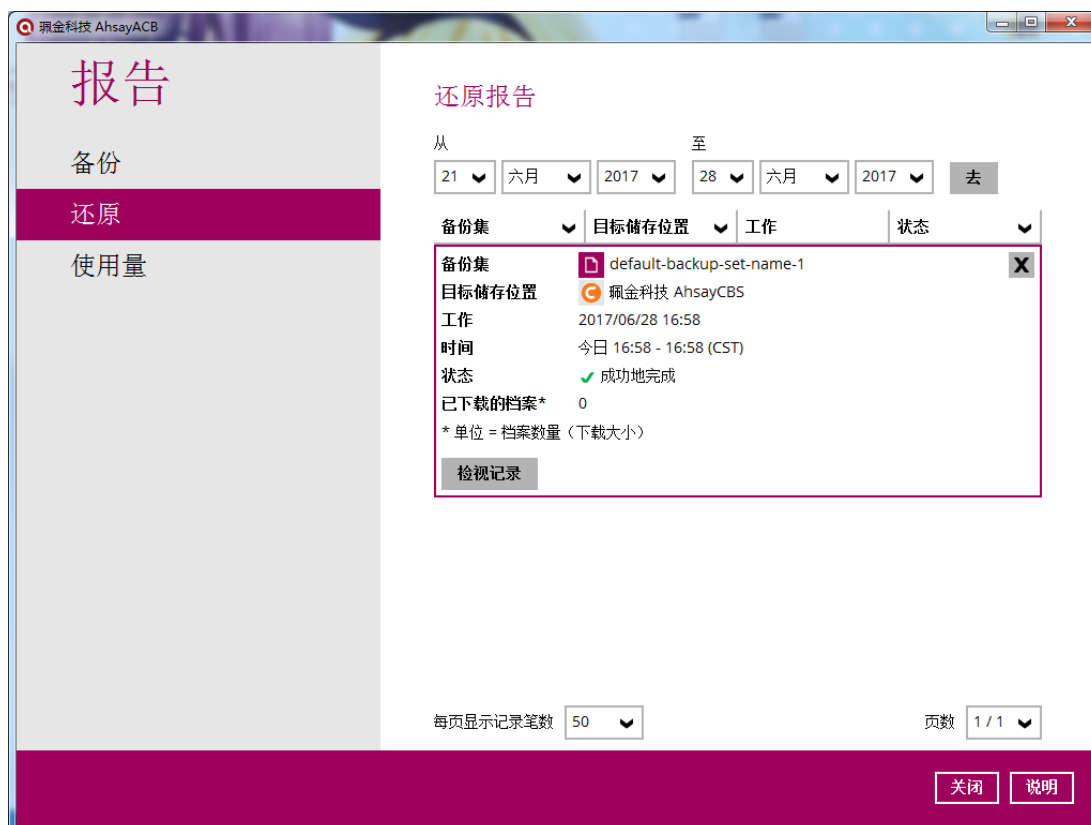 珮金科技 AhsayACB
报告
备份
还原
使用量
还原报告
从 至
21 六月 2017 28 六月 2017 去
备份集 目标储存位置 工作 状态
备份集 default-backup-set-name-1 X
目标储存位置 珮金科技 AhsayCBS
工作 2017/06/28 16:58
时间 今日 16:58 - 16:58 (CST)
状态 成功地完成
已下载的档案* 0
* 单位 = 档案数量（下载大小）
检视记录
每页显示记录笔数 50 页数 1 / 1
关闭 说明